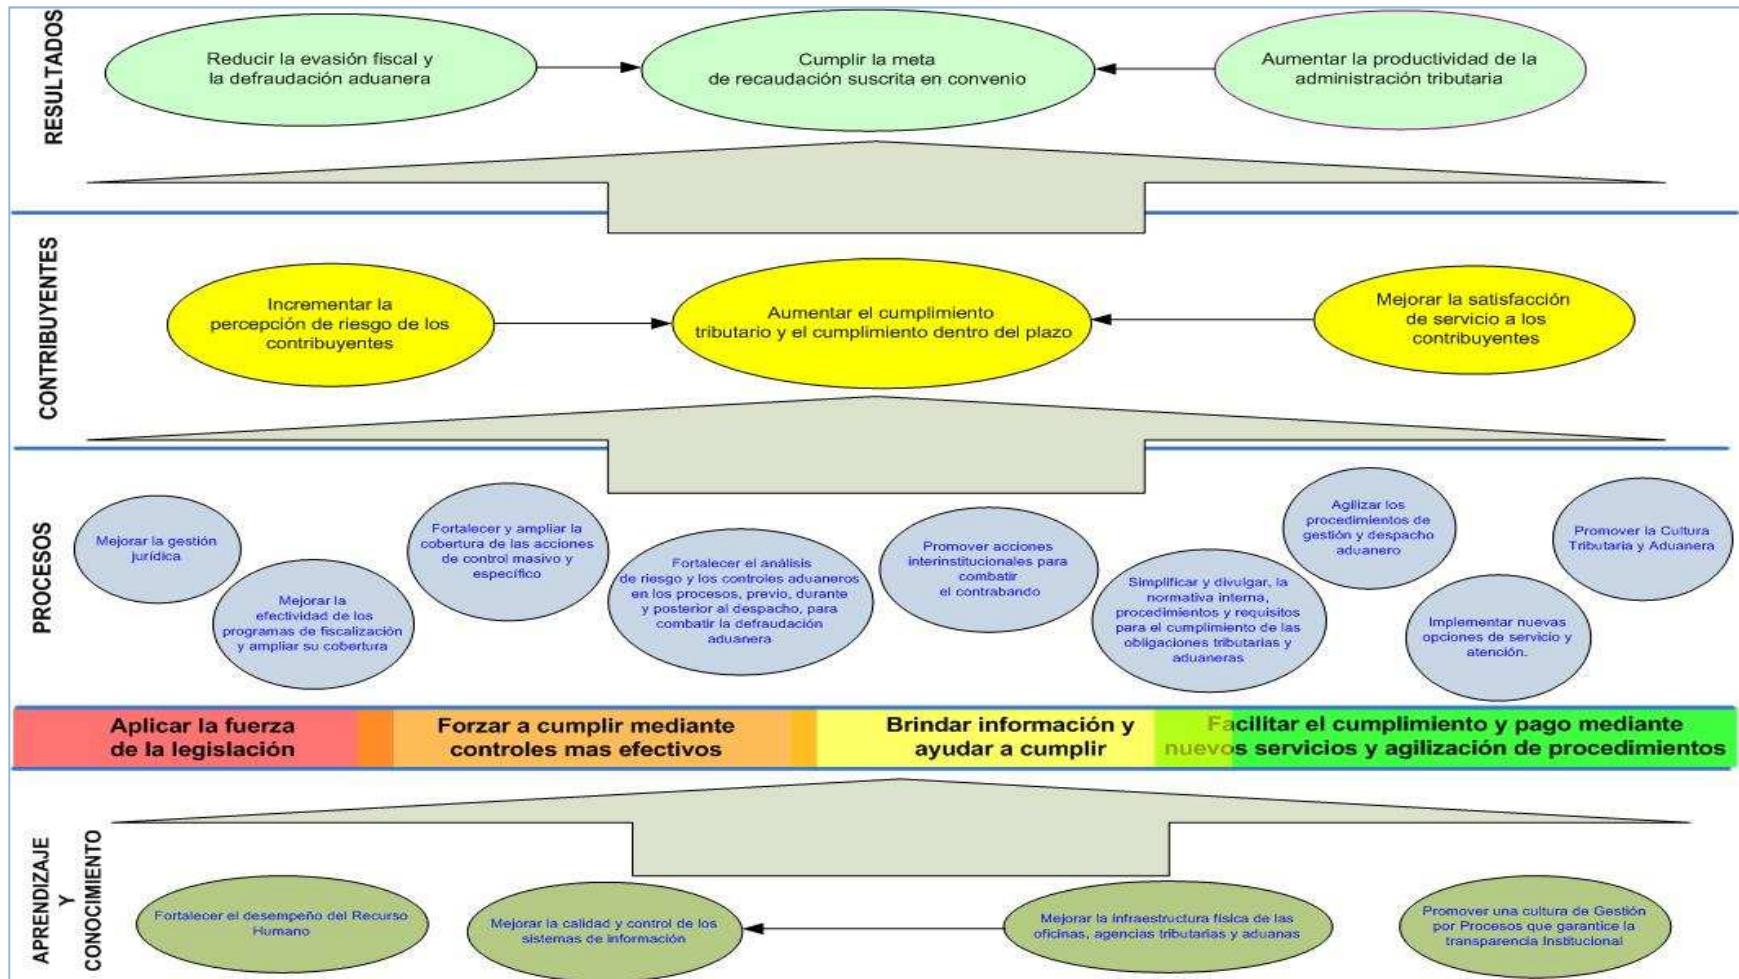 RESULTADOS
Reducir la evasión fiscal y
la defraudación aduanera
Cumplir la meta
de recaudación suscrita en convenio
Aumentar la productividad de la
administración tributaria
CONTRIBUYENTES
Incrementar la
percepción de riesgo de los
contribuyentes
Aumentar el cumplimiento
tributario y el cumplimiento dentro del plazo
Mejorar la satisfacción
de servicio a los
contribuyentes
PROCESOS
Mejorar la gestión
jurídica.
Mejorar la
efectividad de los
programas de fiscalización
y ampliar su cobertura
Fortalecer y ampliar la
cobertura de las acciones
de control masivo y
específico
Fortalecer el análisis
de riesgo y los controles aduaneros
en los procesos, previo, durante
y posterior al despacho, para
combatir la defraudación
aduanera
Promover acciones
interinstitucionales para
combatir
el contrabando
Simplificar y divulgar, la
normativa interna,
procedimientos y requisitos
para el cumplimiento de las
obligaciones tributarias y
aduaneras
Agilizar los
procedimientos de
gestión y despacho
aduanero
Implementar nuevas
opciones de servicio y
atención.
Promover la Cultura
Tributaria y Aduanera
Aplicar la fuerza
de la legislación
Forzar a cumplir mediante
controles mas efectivos
Brindar información y
ayudar a cumplir
Facilitar el cumplimiento y pago mediante
nuevos servicios y agilización de procedimientos
APRENDIZAJE
Y
CONOCIMIENTO
Fortalecer el desempeño del Recurso
Humano
Mejorar la calidad y control de los
sistemas de información
Mejorar la infraestructura física de las
oficinas, agencias tributarias y aduanas
Promover una cultura de Gestión
por Procesos que garantice la
transparencia Institucional